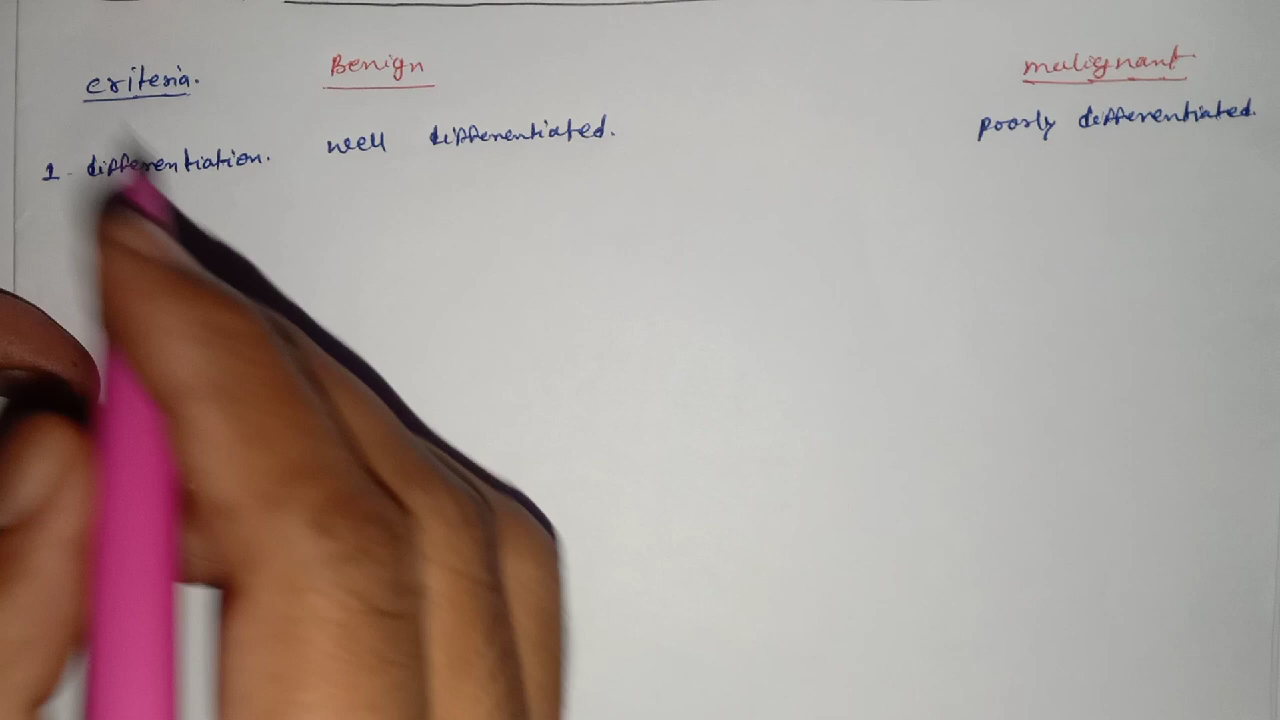 criteria. Benign malignant
1. differentiation. well differentiated. poorly differentiated.